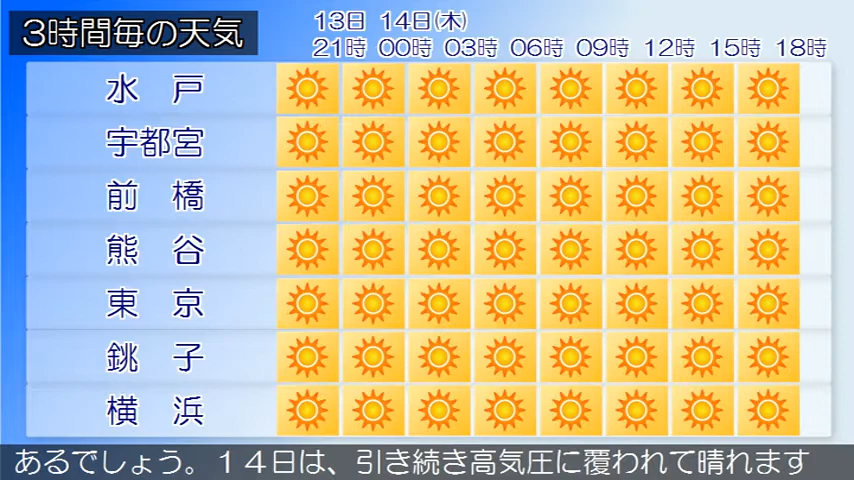 3時間毎の天気
13日 14日(木)
21時 00時 03時 06時 09時 12時 15時 18時
水 戸
宇都宮
前 橋
熊 谷
東 京
銚 子
横 浜
あるでしょう。14日は、引き続き高気圧に覆われて晴れます